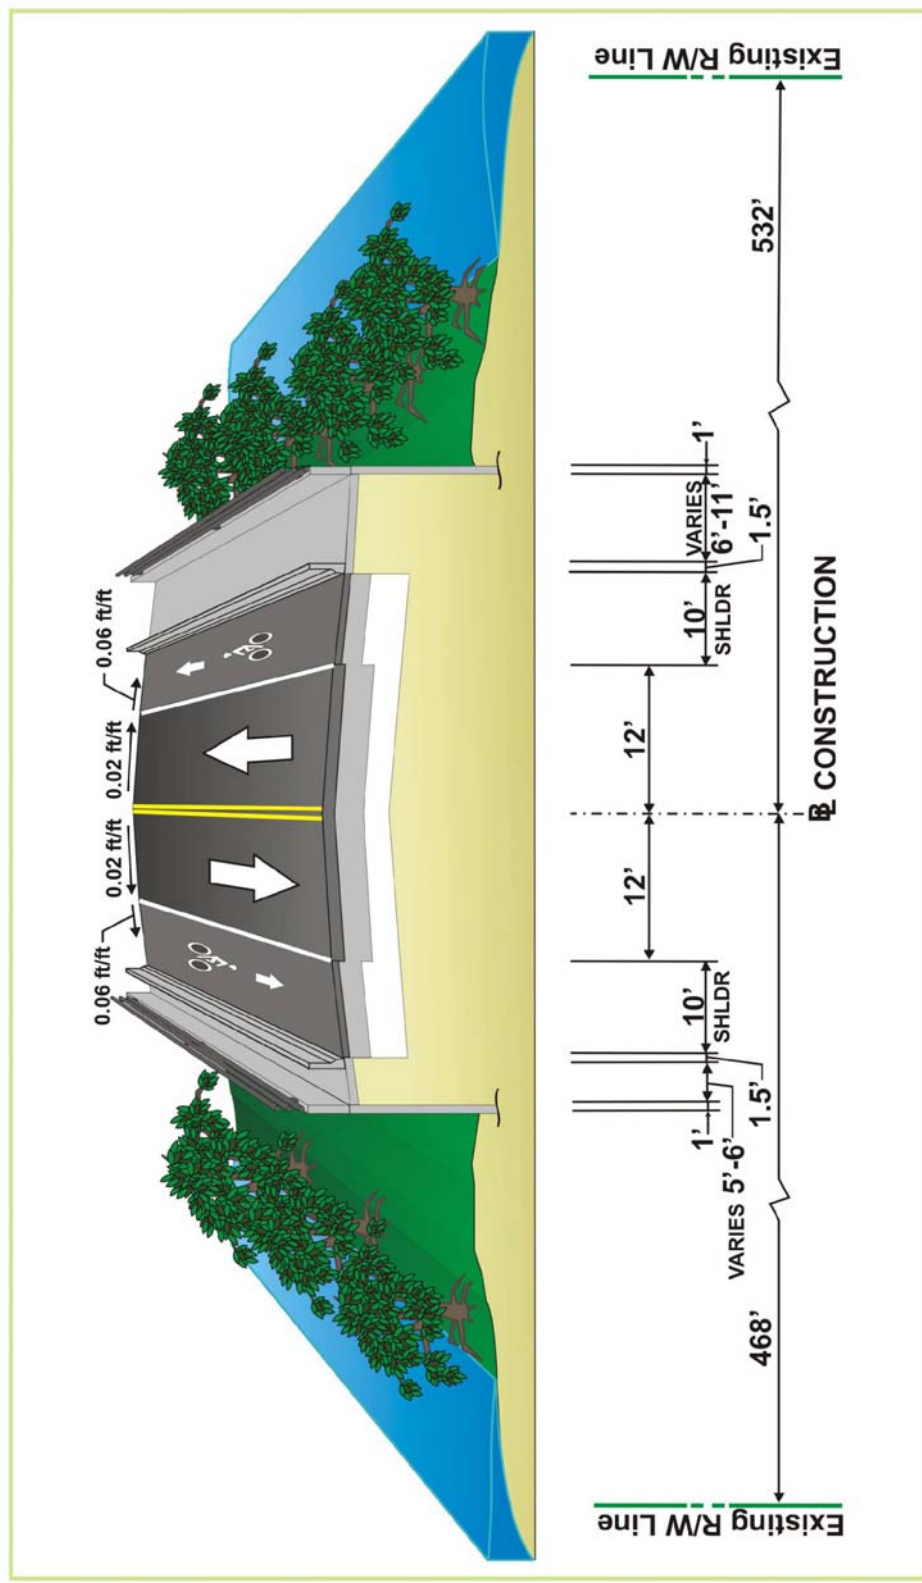 0.06 ft/ft
0.02 ft/ft
0.02 ft/ft
0.06 ft/ft
Existing R/W Line
Existing R/W Line
12'
12'
10'
SHLDR
10'
SHLDR
1'
VARIES 5'-6'
1.5'
VARIES
6'-11'
1.5'
1'
468'
532'
BL CONSTRUCTION